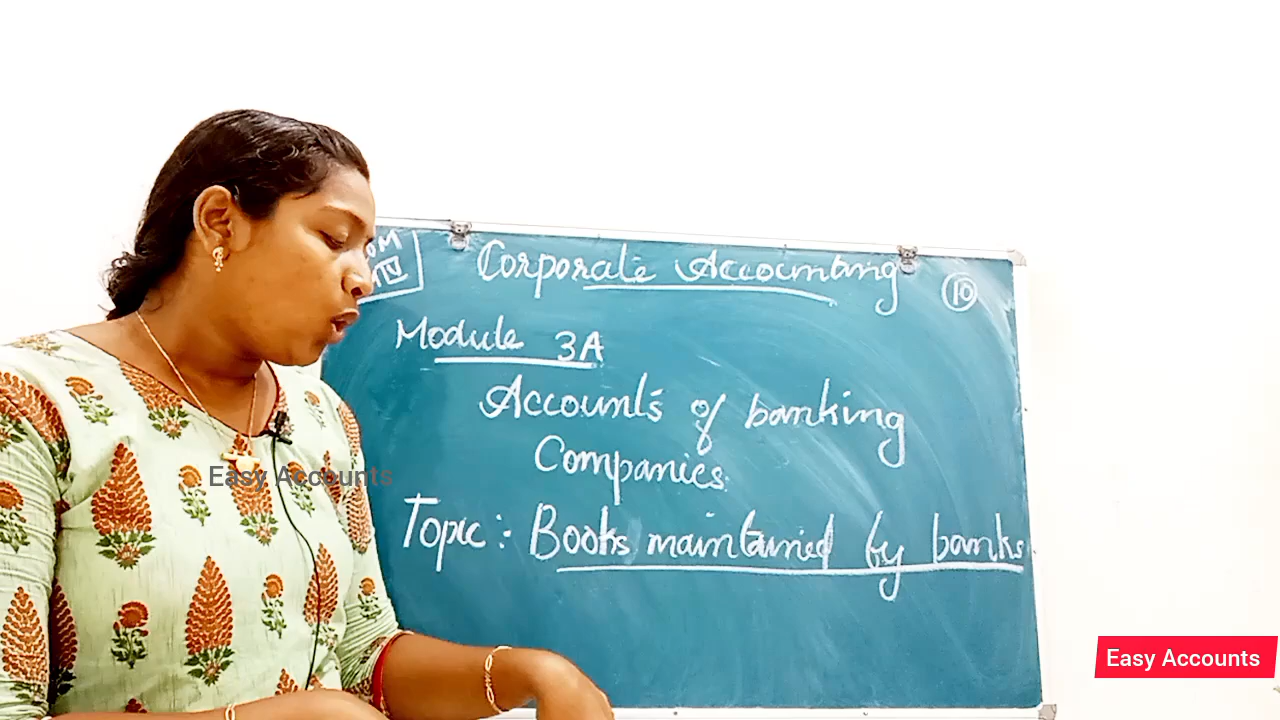 Corporate Accounting
10
Module 3A
Accounts of banking
Companies.
Topic :- Books maintained by banks
Easy Accounts
Easy Accounts